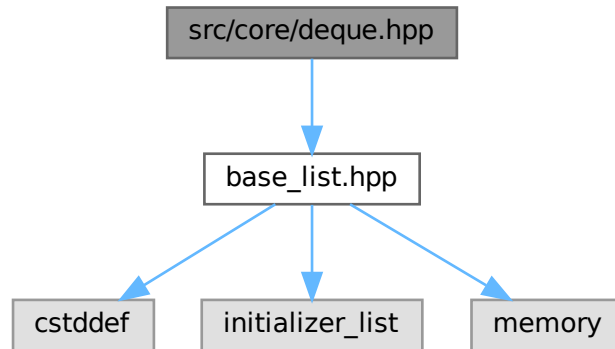 src/core/deque.hpp
base_list.hpp
cstddef
initializer_list
memory